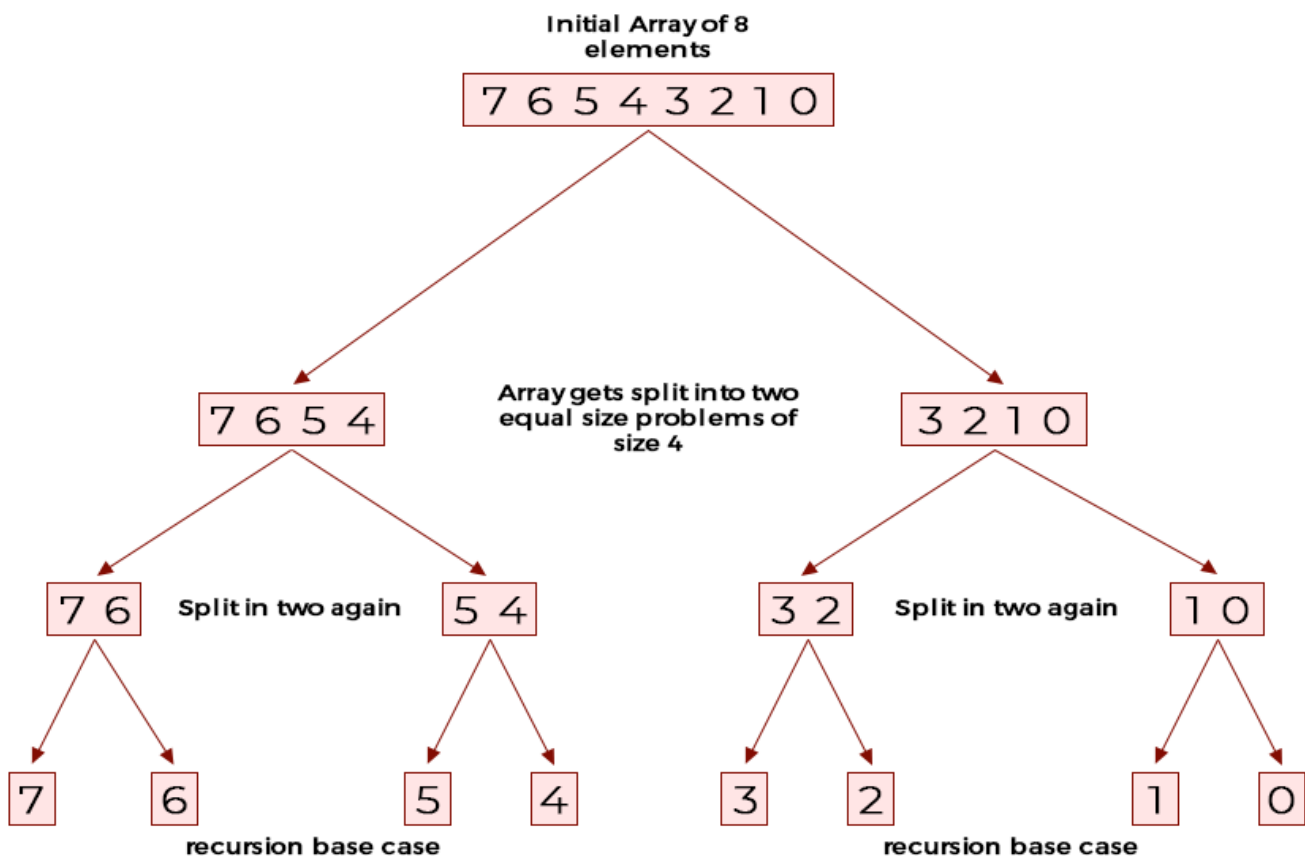 Initial Array of 8
elements
7 6 5 4 3 2 1 0
Array gets split into two
equal size problems of
size 4
7 6 5 4
3 2 1 0
7 6
Split in two again
5 4
3 2
Split in two again
1 0
7
6
5
4
3
2
1
0
recursion base case
recursion base case